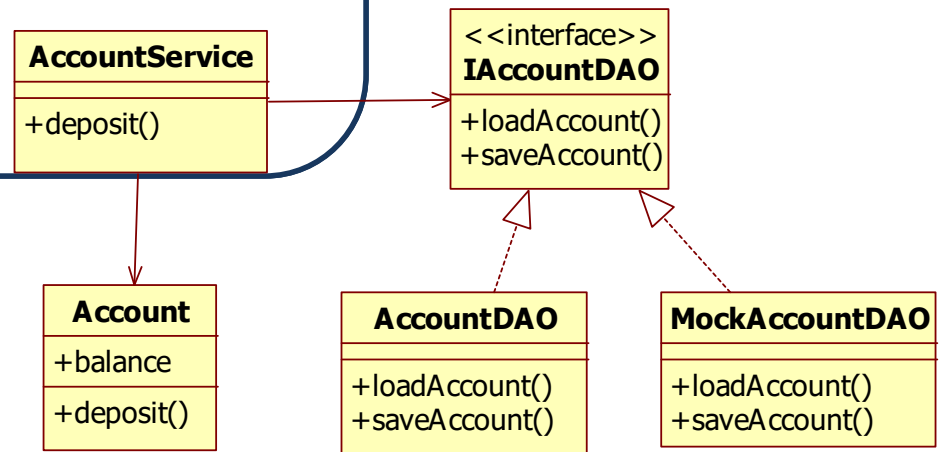 AccountService
+deposit()
<<interface>>
IAccountDAO
+loadAccount()
+saveAccount()
Account
+balance
+deposit()
AccountDAO
+loadAccount()
+saveAccount()
MockAccountDAO
+loadAccount()
+saveAccount()